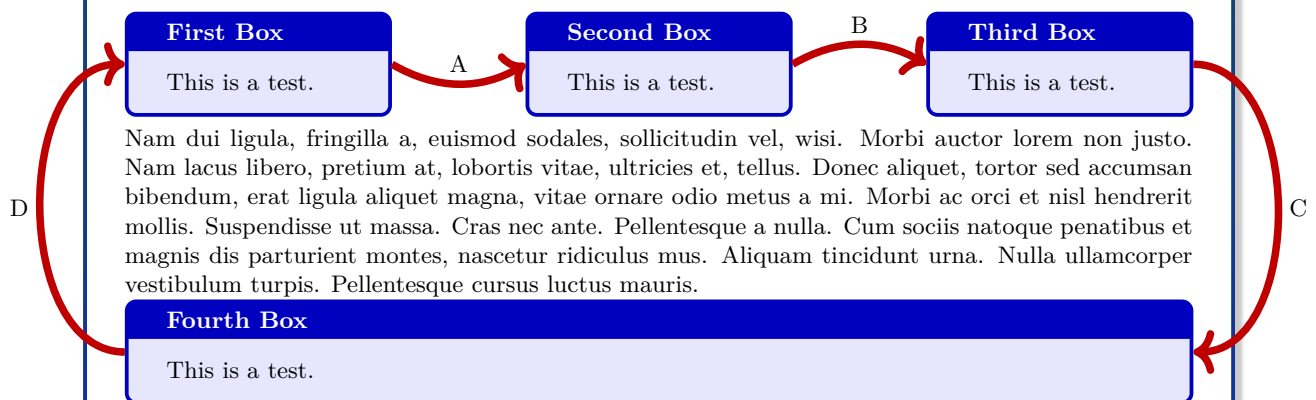 B
First Box
Second Box
Third Box
A
This is a test.
This is a test.
This is a test.
Nam dui ligula, fringilla a, euismod sodales, sollicitudin vel, wisi. Morbi auctor lorem non justo.
Nam lacus libero, pretium at, lobortis vitae, ultricies et, tellus. Donec aliquet, tortor sed accumsan
bibendum, erat ligula aliquet magna, vitae ornare odio metus a mi. Morbi ac orci et nisl hendrerit
D
C
mollis. Suspendisse ut massa. Cras nec ante. Pellentesque a nulla. Cum sociis natoque penatibus et
magnis dis parturient montes, nascetur ridiculus mus. Aliquam tincidunt urna. Nulla ullamcorper
vestibulum turpis. Pellentesque cursus luctus mauris.
Fourth Box
This is a test.